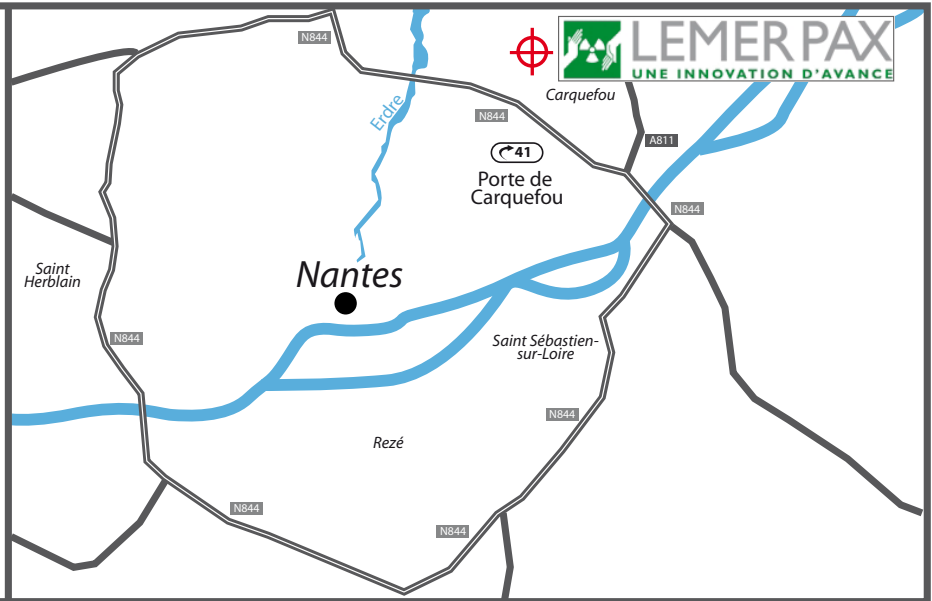 N844
LEMER PAX
UNE INNOVATION D'AVANCE
Carquefou
Erdre
N844
A811
41
Porte de
Carquefou
N844
Saint
Herblain
Nantes
N844
Saint Sébastien-
sur-Loire
N844
Rezé
N844
N844